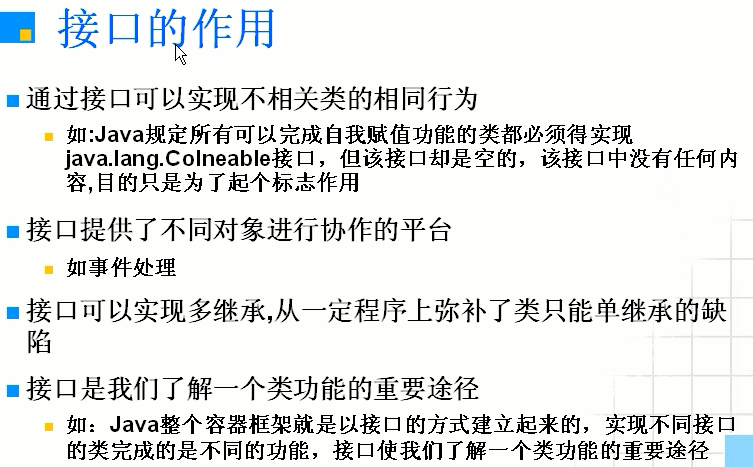 接口的作用
通过接口可以实现不相关类的相同行为
如:Java规定所有可以完成自我赋值功能的类都必须得实现
java.lang.Colneable接口，但该接口却是空的，该接口中没有任何内
容,目的只是为了起个标志作用
接口提供了不同对象进行协作的平台
如事件处理
接口可以实现多继承,从一定程序上弥补了类只能单继承的缺
陷
接口是我们了解一个类功能的重要途径
如：Java整个容器框架就是以接口的方式建立起来的，实现不同接口
的类完成的是不同的功能，接口使我们了解一个类功能的重要途径